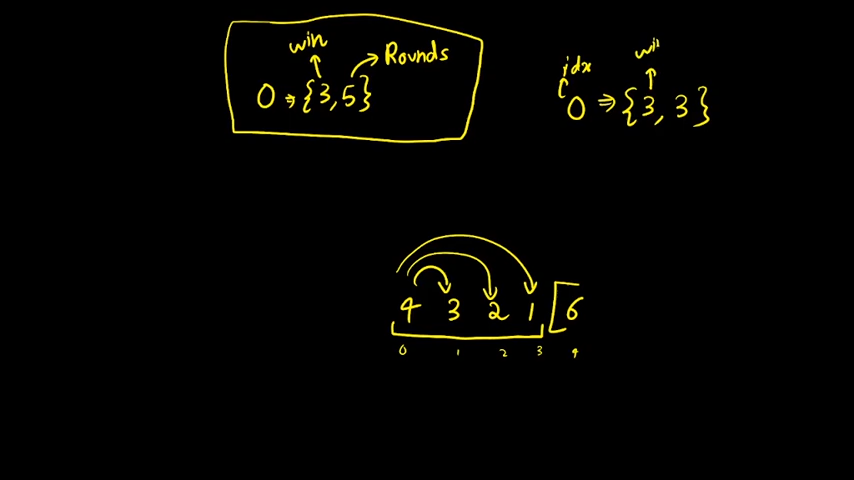 win
Rounds
0 ⇒ {3,5}
idx
0 ⇒ {3, 3}
4 3 2 1 [6
0 1 2 3 4